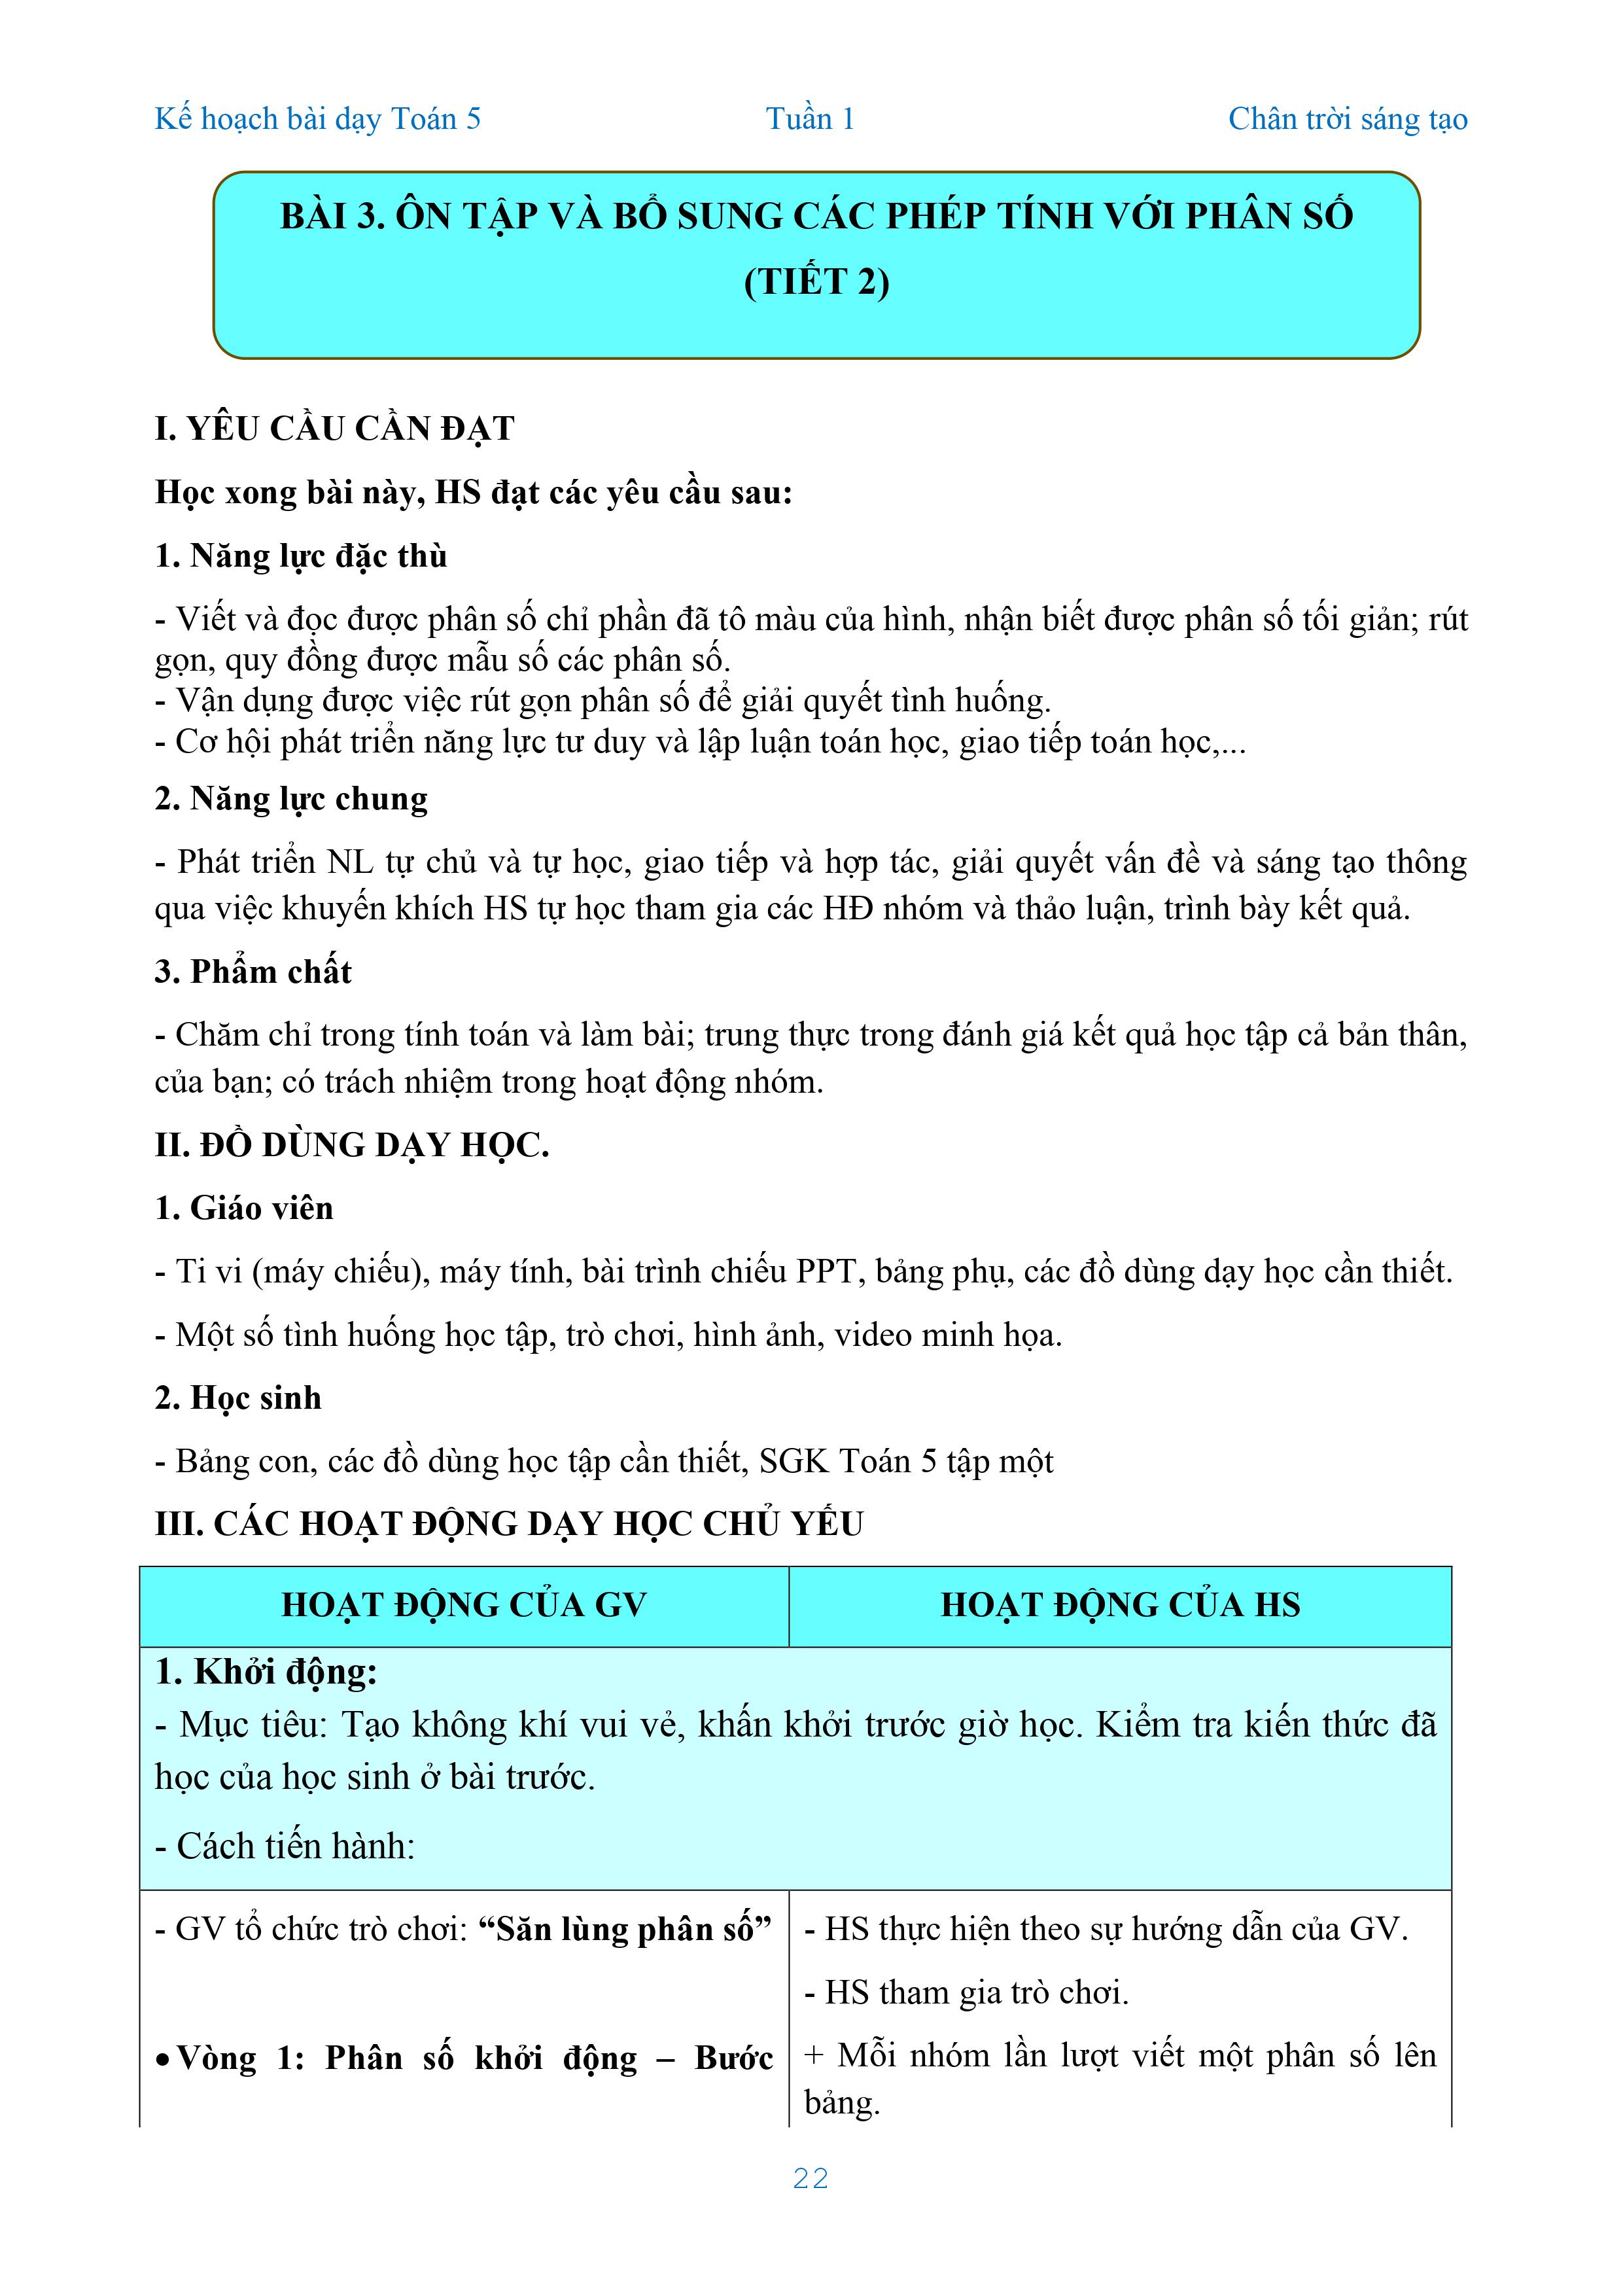 Kế hoạch bài dạy Toán 5 Tuần 1 Chân trời sáng tạo
BÀI 3. ÔN TẬP VÀ BỔ SUNG CÁC PHÉP TÍNH VỚI PHÂN SỐ
(TIẾT 2)
I. YÊU CẦU CẦN ĐẠT
Học xong bài này, HS đạt các yêu cầu sau:
1. Năng lực đặc thù
- Viết và đọc được phân số chỉ phần đã tô màu của hình, nhận biết được phân số tối giản; rút
gọn, quy đồng được mẫu số các phân số.
- Vận dụng được việc rút gọn phân số để giải quyết tình huống.
- Cơ hội phát triển năng lực tư duy và lập luận toán học, giao tiếp toán học,...
2. Năng lực chung
- Phát triển NL tự chủ và tự học, giao tiếp và hợp tác, giải quyết vấn đề và sáng tạo thông
qua việc khuyến khích HS tự học tham gia các HĐ nhóm và thảo luận, trình bày kết quả.
3. Phẩm chất
- Chăm chỉ trong tính toán và làm bài; trung thực trong đánh giá kết quả học tập cả bản thân,
của bạn; có trách nhiệm trong hoạt động nhóm.
II. ĐỒ DÙNG DẠY HỌC.
1. Giáo viên
- Ti vi (máy chiếu), máy tính, bài trình chiếu PPT, bảng phụ, các đồ dùng dạy học cần thiết.
- Một số tình huống học tập, trò chơi, hình ảnh, video minh họa.
2. Học sinh
- Bảng con, các đồ dùng học tập cần thiết, SGK Toán 5 tập một
III. CÁC HOẠT ĐỘNG DẠY HỌC CHỦ YẾU
HOẠT ĐỘNG CỦA GV
HOẠT ĐỘNG CỦA HS
1. Khởi động:
- Mục tiêu: Tạo không khí vui vẻ, khấn khởi trước giờ học. Kiểm tra kiến thức đã
học của học sinh ở bài trước.
- Cách tiến hành:
- GV tổ chức trò chơi: “Săn lùng phân số”
• Vòng 1: Phân số khởi động – Bước
- HS thực hiện theo sự hướng dẫn của GV.
- HS tham gia trò chơi.
+ Mỗi nhóm lần lượt viết một phân số lên
bảng.
22